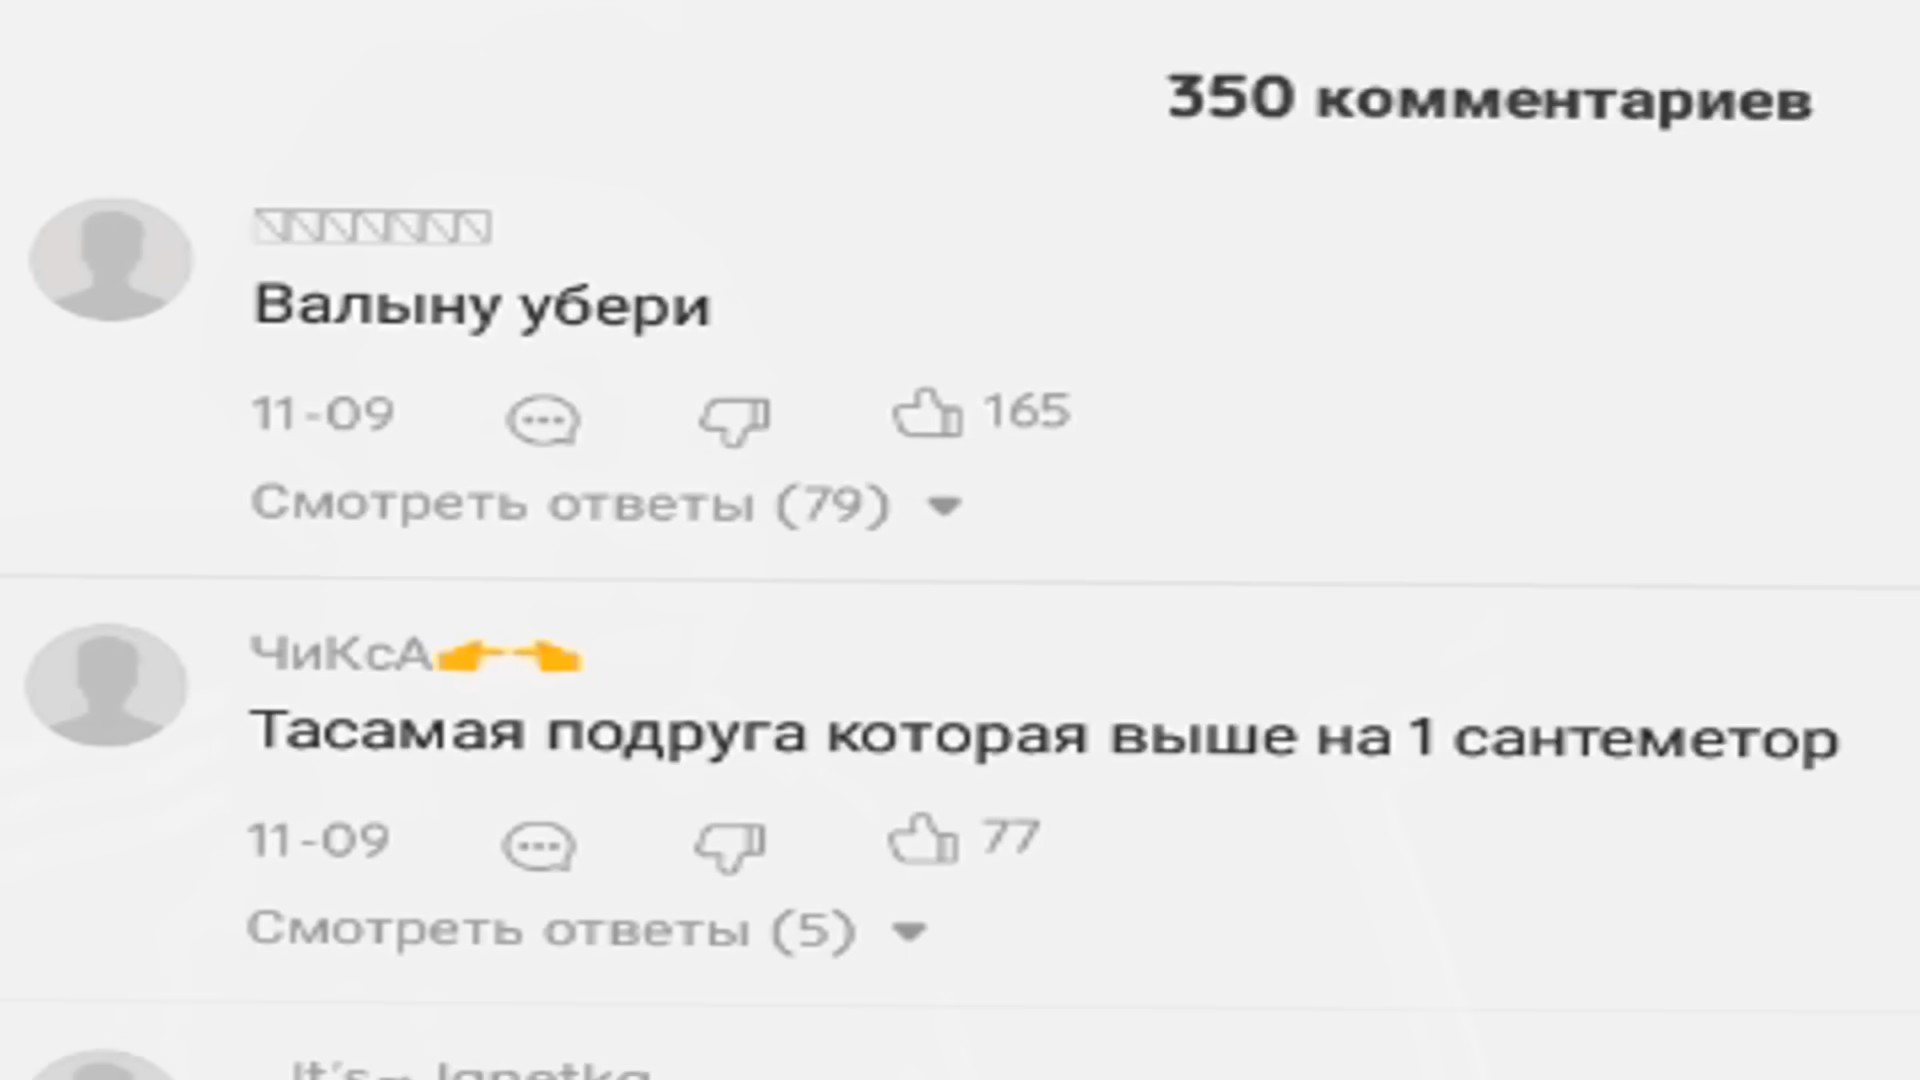 350 комментариев
Валыну убери
11-09
165
Смотреть ответы (79)
ЧиКсА
Тасамая подруга которая выше на 1 сантеметор
11-09
77
Смотреть ответы (5)
It's